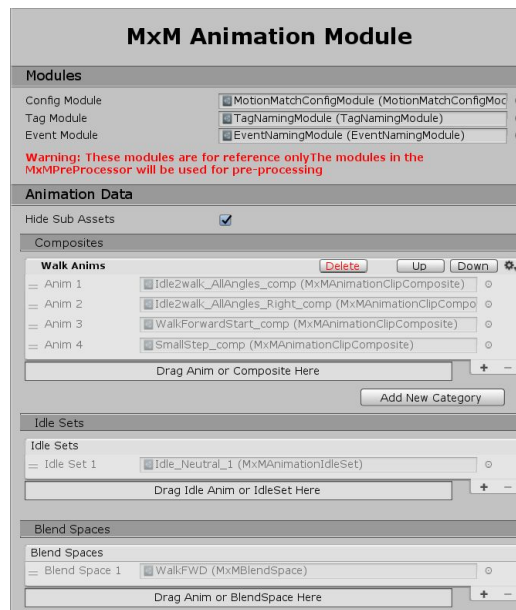 MxM Animation Module
Modules
Config Module MotionMatchConfigModule (MotionMatchConfigMoc
Tag Module TagNamingModule (TagNamingModule)
Event Module EventNamingModule (EventNamingModule)
Warning: These modules are for reference onlyThe modules in the
MxMPreProcessor will be used for pre-processing
Animation Data
Hide Sub Assets
Composites
Walk Anims Delete Up Down
Anim 1 Idle2walk_AllAngles_comp (MxMAnimationClipComposite)
Anim 2 Idle2walk_AllAngles_Right_comp (MxMAnimationClipCompo
Anim 3 WalkForwardStart_comp (MxMAnimationClipComposite)
Anim 4 SmallStep_comp (MxMAnimationClipComposite)
Drag Anim or Composite Here + −
Add New Category
Idle Sets
Idle Sets
Idle Set 1 Idle_Neutral_1 (MxMAnimationIdleSet)
Drag Idle Anim or IdleSet Here + −
Blend Spaces
Blend Spaces
Blend Space 1 WalkFWD (MxMBlendSpace)
Drag Anim or BlendSpace Here + −